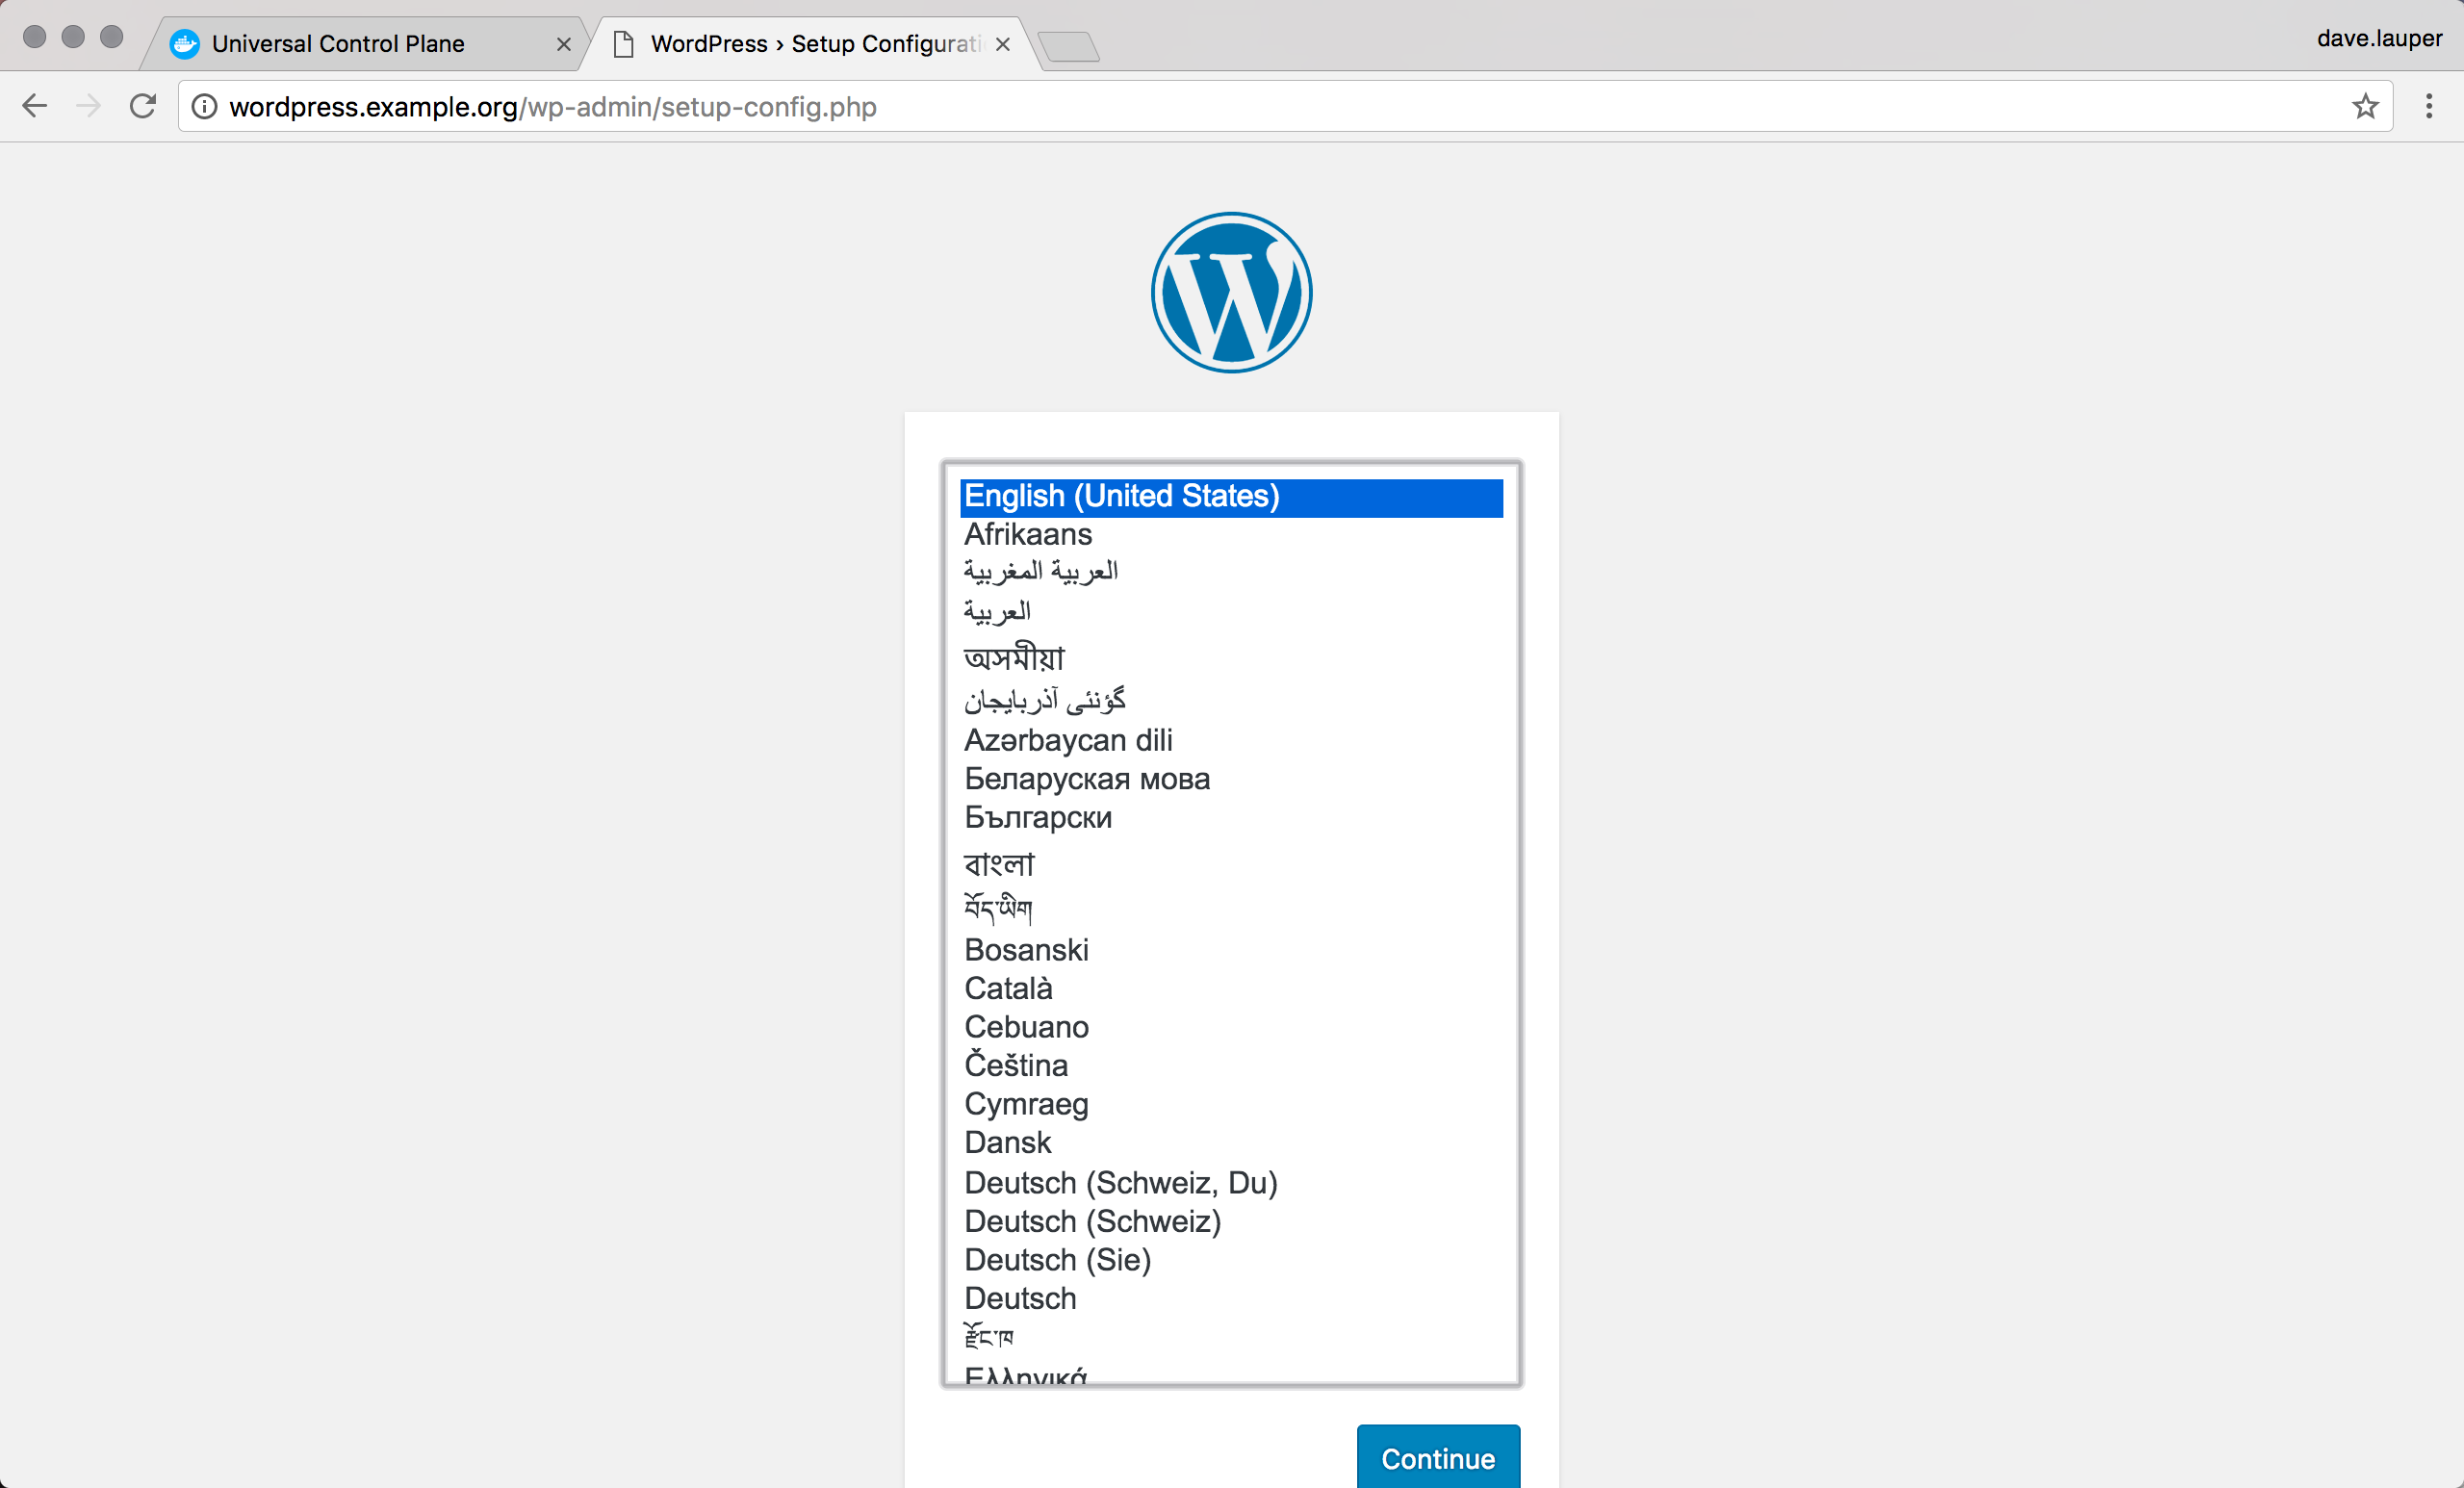 Universal Control Plane
WordPress › Setup Configurati
dave.lauper
wordpress.example.org/wp-admin/setup-config.php
English (United States)
Afrikaans
العربية المغربية
العربية
অসমীয়া
گؤنئی آذربایجان
Azərbaycan dili
Беларуская мова
Български
বাংলা
བོད་ཡིག
Bosanski
Català
Cebuano
Čeština
Cymraeg
Dansk
Deutsch (Schweiz, Du)
Deutsch (Schweiz)
Deutsch (Sie)
Deutsch
རྫོང་ཁ
Ελληνικά
Continue